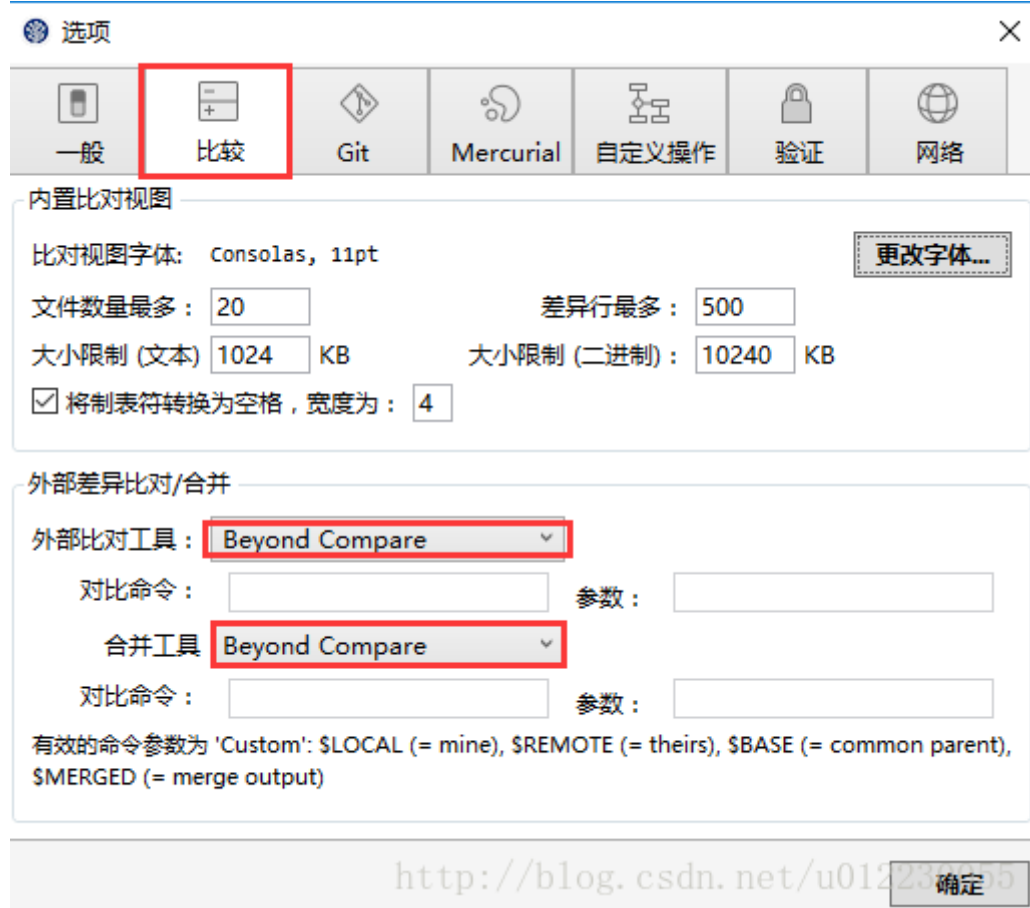 选项
一般 比较 Git Mercurial 自定义操作 验证 网络
内置比对视图
比对视图字体: Consolas, 11pt 更改字体...
文件数量最多： 20 差异行最多： 500
大小限制 (文本) 1024 KB 大小限制 (二进制)： 10240 KB
将制表符转换为空格，宽度为： 4
外部差异比对/合并
外部比对工具： Beyond Compare
对比命令： 参数：
合并工具 Beyond Compare
对比命令： 参数：
有效的命令参数为 'Custom': $LOCAL (= mine), $REMOTE (= theirs), $BASE (= common parent),
$MERGED (= merge output)
http://blog.csdn.net/u012230055
确定